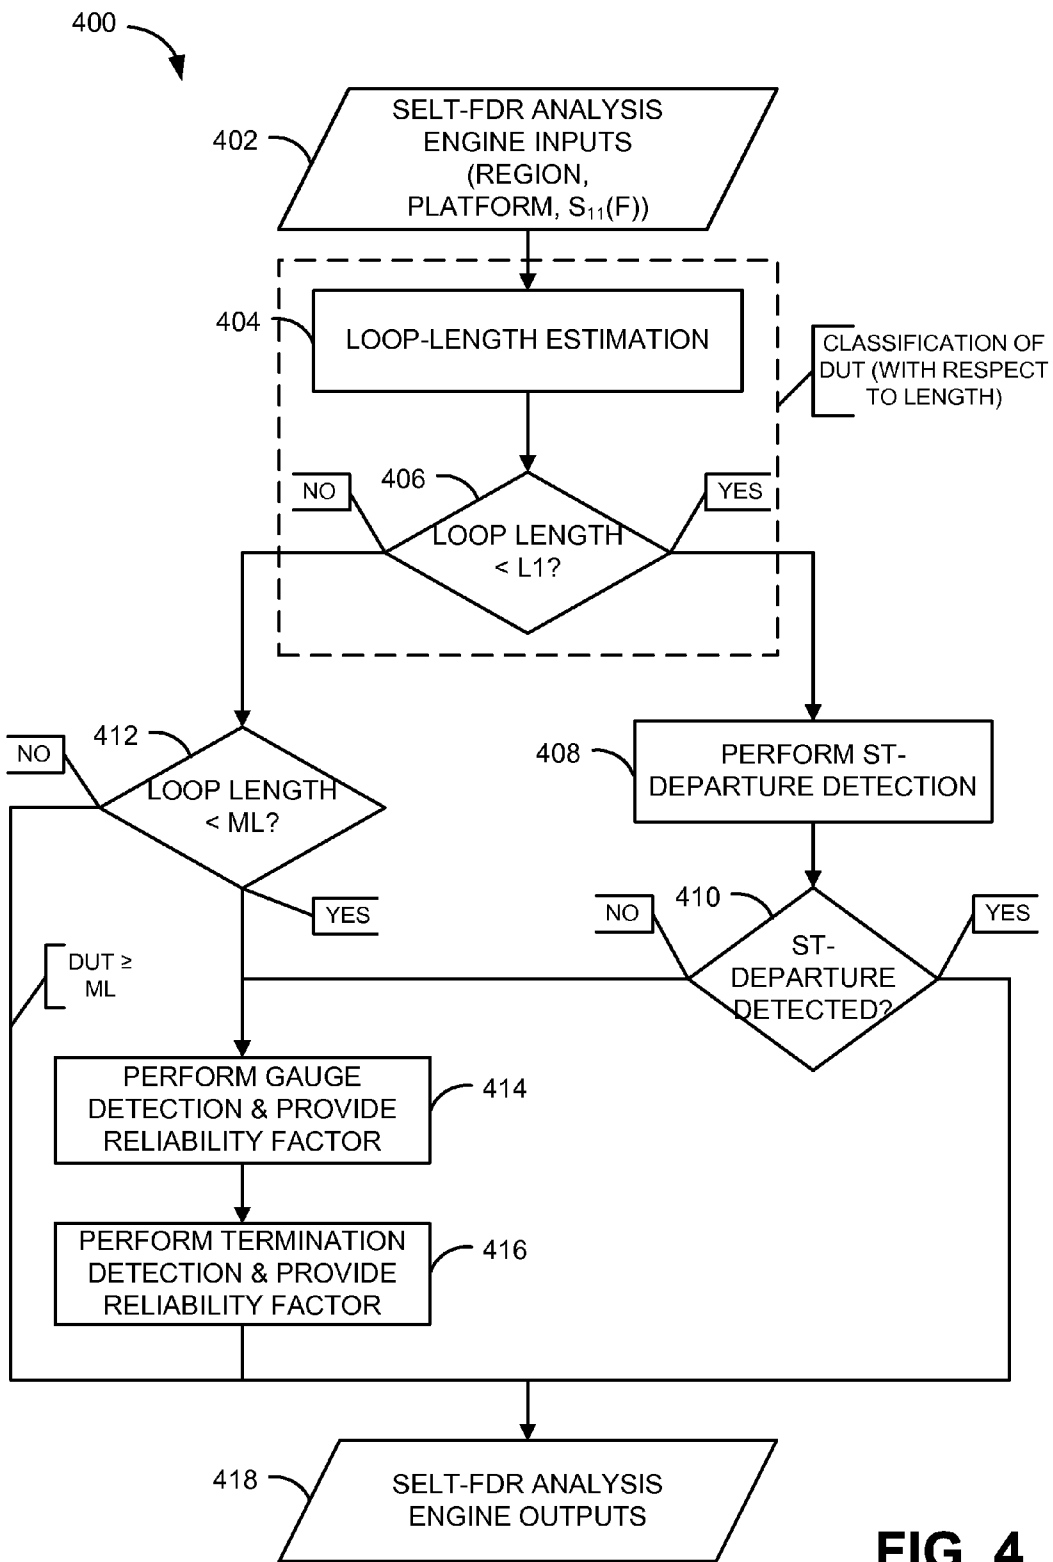 400
402
SELT-FDR ANALYSIS
ENGINE INPUTS
(REGION,
PLATFORM, S₁₁(F))
404
LOOP-LENGTH ESTIMATION
CLASSIFICATION OF
DUT (WITH RESPECT
TO LENGTH)
NO
406
YES
LOOP LENGTH
< L1?
NO
412
LOOP LENGTH
< ML?
YES
408
PERFORM ST-
DEPARTURE DETECTION
NO
410
YES
ST-
DEPARTURE
DETECTED?
DUT ≥
ML
PERFORM GAUGE
DETECTION & PROVIDE
RELIABILITY FACTOR
414
PERFORM TERMINATION
DETECTION & PROVIDE
RELIABILITY FACTOR
416
418
SELT-FDR ANALYSIS
ENGINE OUTPUTS
FIG. 4